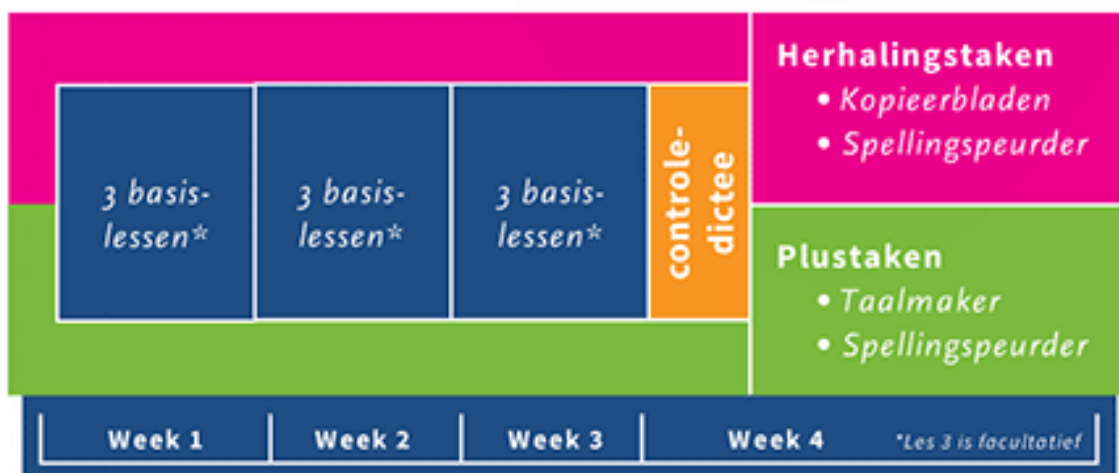 3 basis-
lessen*
3 basis-
lessen*
3 basis-
lessen*
controle-
dictee
Herhalingstaken
• Kopieerbladen
• Spellingspeurder
Plustaken
• Taalmaker
• Spellingspeurder
Week 1
Week 2
Week 3
Week 4
*Les 3 is facultatief